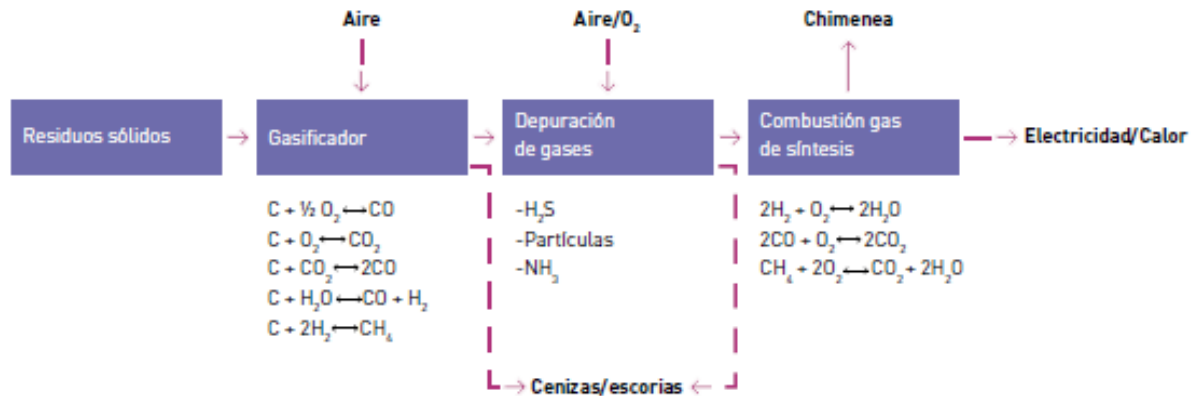 Aire
Aire/O₂
Chimenea
Residuos sólidos
Gasificador
Depuración
de gases
Combustión gas
de síntesis
Electricidad/Calor
C + ½ O₂ ⟷ CO
C + O₂ ⟷ CO₂
C + CO₂ ⟷ 2CO
C + H₂O ⟷ CO + H₂
C + 2H₂ ⟷ CH₄
-H₂S
-Partículas
-NH₃
2H₂ + O₂ ⟷ 2H₂O
2CO + O₂ ⟷ 2CO₂
CH₄ + 2O₂ ⟷ CO₂ + 2H₂O
Cenizas/escorias